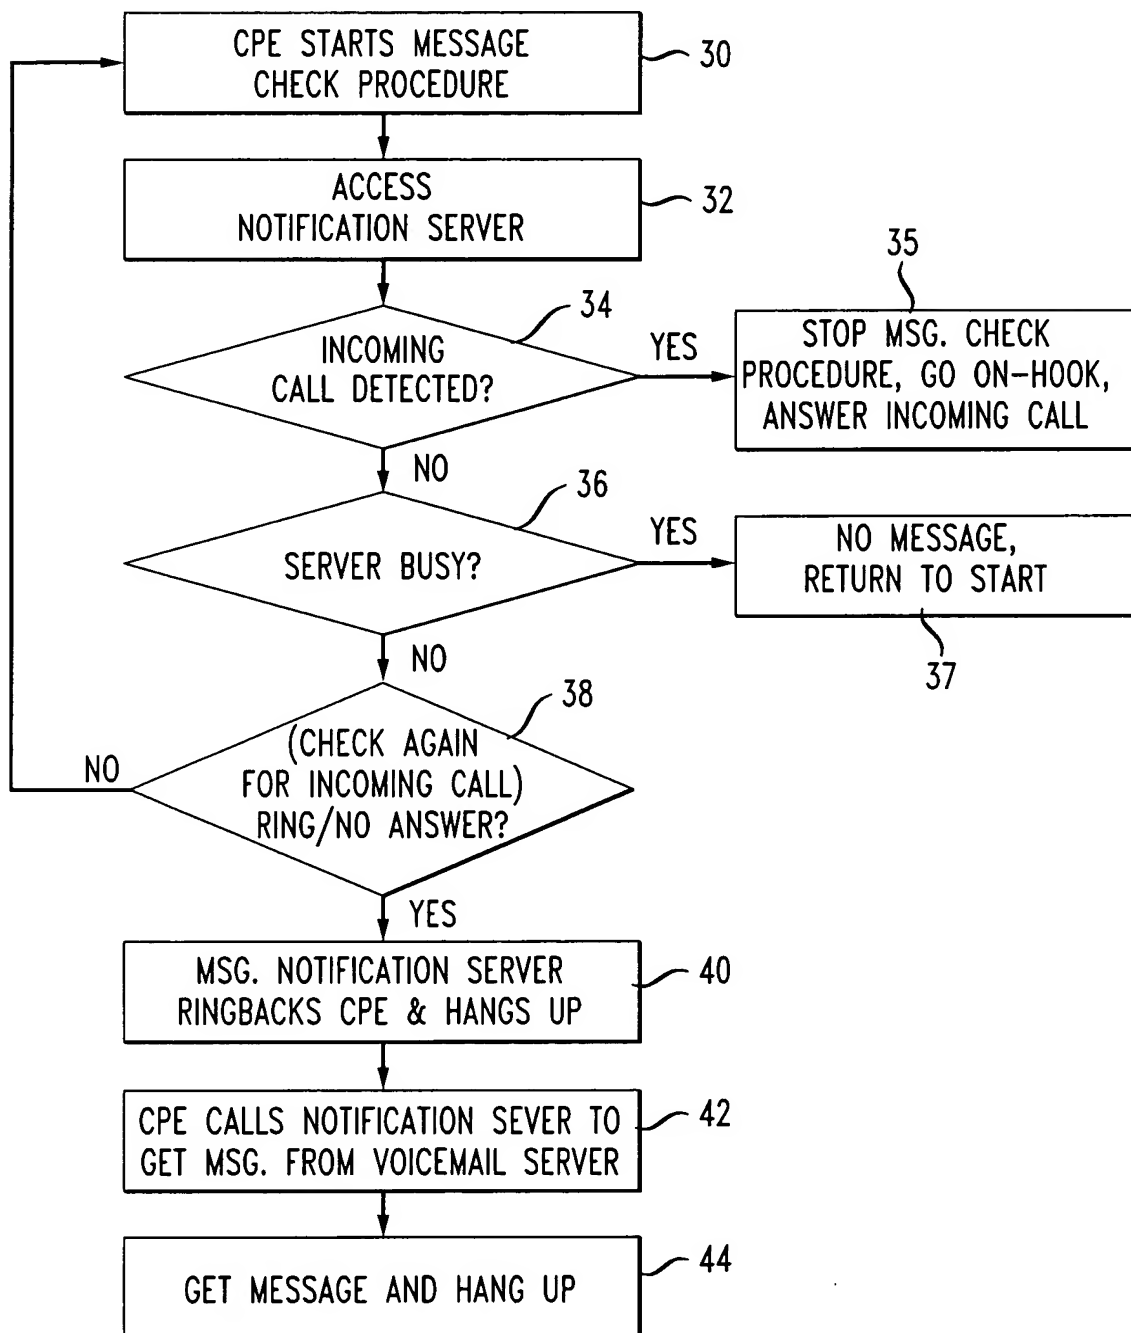 CPE STARTS MESSAGE
CHECK PROCEDURE
30
ACCESS
NOTIFICATION SERVER
32
INCOMING
CALL DETECTED?
34
YES
35
STOP MSG. CHECK
PROCEDURE, GO ON-HOOK,
ANSWER INCOMING CALL
NO
SERVER BUSY?
36
YES
NO MESSAGE,
RETURN TO START
37
NO
(CHECK AGAIN
FOR INCOMING CALL)
RING/NO ANSWER?
38
NO
YES
MSG. NOTIFICATION SERVER
RINGBACKS CPE & HANGS UP
40
CPE CALLS NOTIFICATION SEVER TO
GET MSG. FROM VOICEMAIL SERVER
42
GET MESSAGE AND HANG UP
44